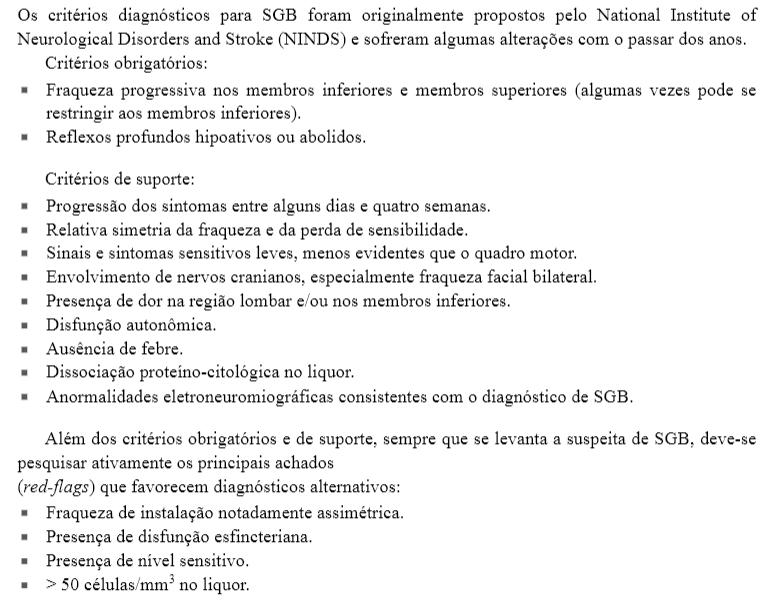 Os critérios diagnósticos para SGB foram originalmente propostos pelo National Institute of
Neurological Disorders and Stroke (NINDS) e sofreram algumas alterações com o passar dos anos.
Critérios obrigatórios:
▪ Fraqueza progressiva nos membros inferiores e membros superiores (algumas vezes pode se
restringir aos membros inferiores).
▪ Reflexos profundos hipoativos ou abolidos.
Critérios de suporte:
▪ Progressão dos sintomas entre alguns dias e quatro semanas.
▪ Relativa simetria da fraqueza e da perda de sensibilidade.
▪ Sinais e sintomas sensitivos leves, menos evidentes que o quadro motor.
▪ Envolvimento de nervos cranianos, especialmente fraqueza facial bilateral.
▪ Presença de dor na região lombar e/ou nos membros inferiores.
▪ Disfunção autonômica.
▪ Ausência de febre.
▪ Dissociação proteíno-citológica no liquor.
▪ Anormalidades eletroneuromiográficas consistentes com o diagnóstico de SGB.
Além dos critérios obrigatórios e de suporte, sempre que se levanta a suspeita de SGB, deve-se
pesquisar ativamente os principais achados
(red-flags) que favorecem diagnósticos alternativos:
▪ Fraqueza de instalação notadamente assimétrica.
▪ Presença de disfunção esfincteriana.
▪ Presença de nível sensitivo.
▪ > 50 células/mm³ no liquor.